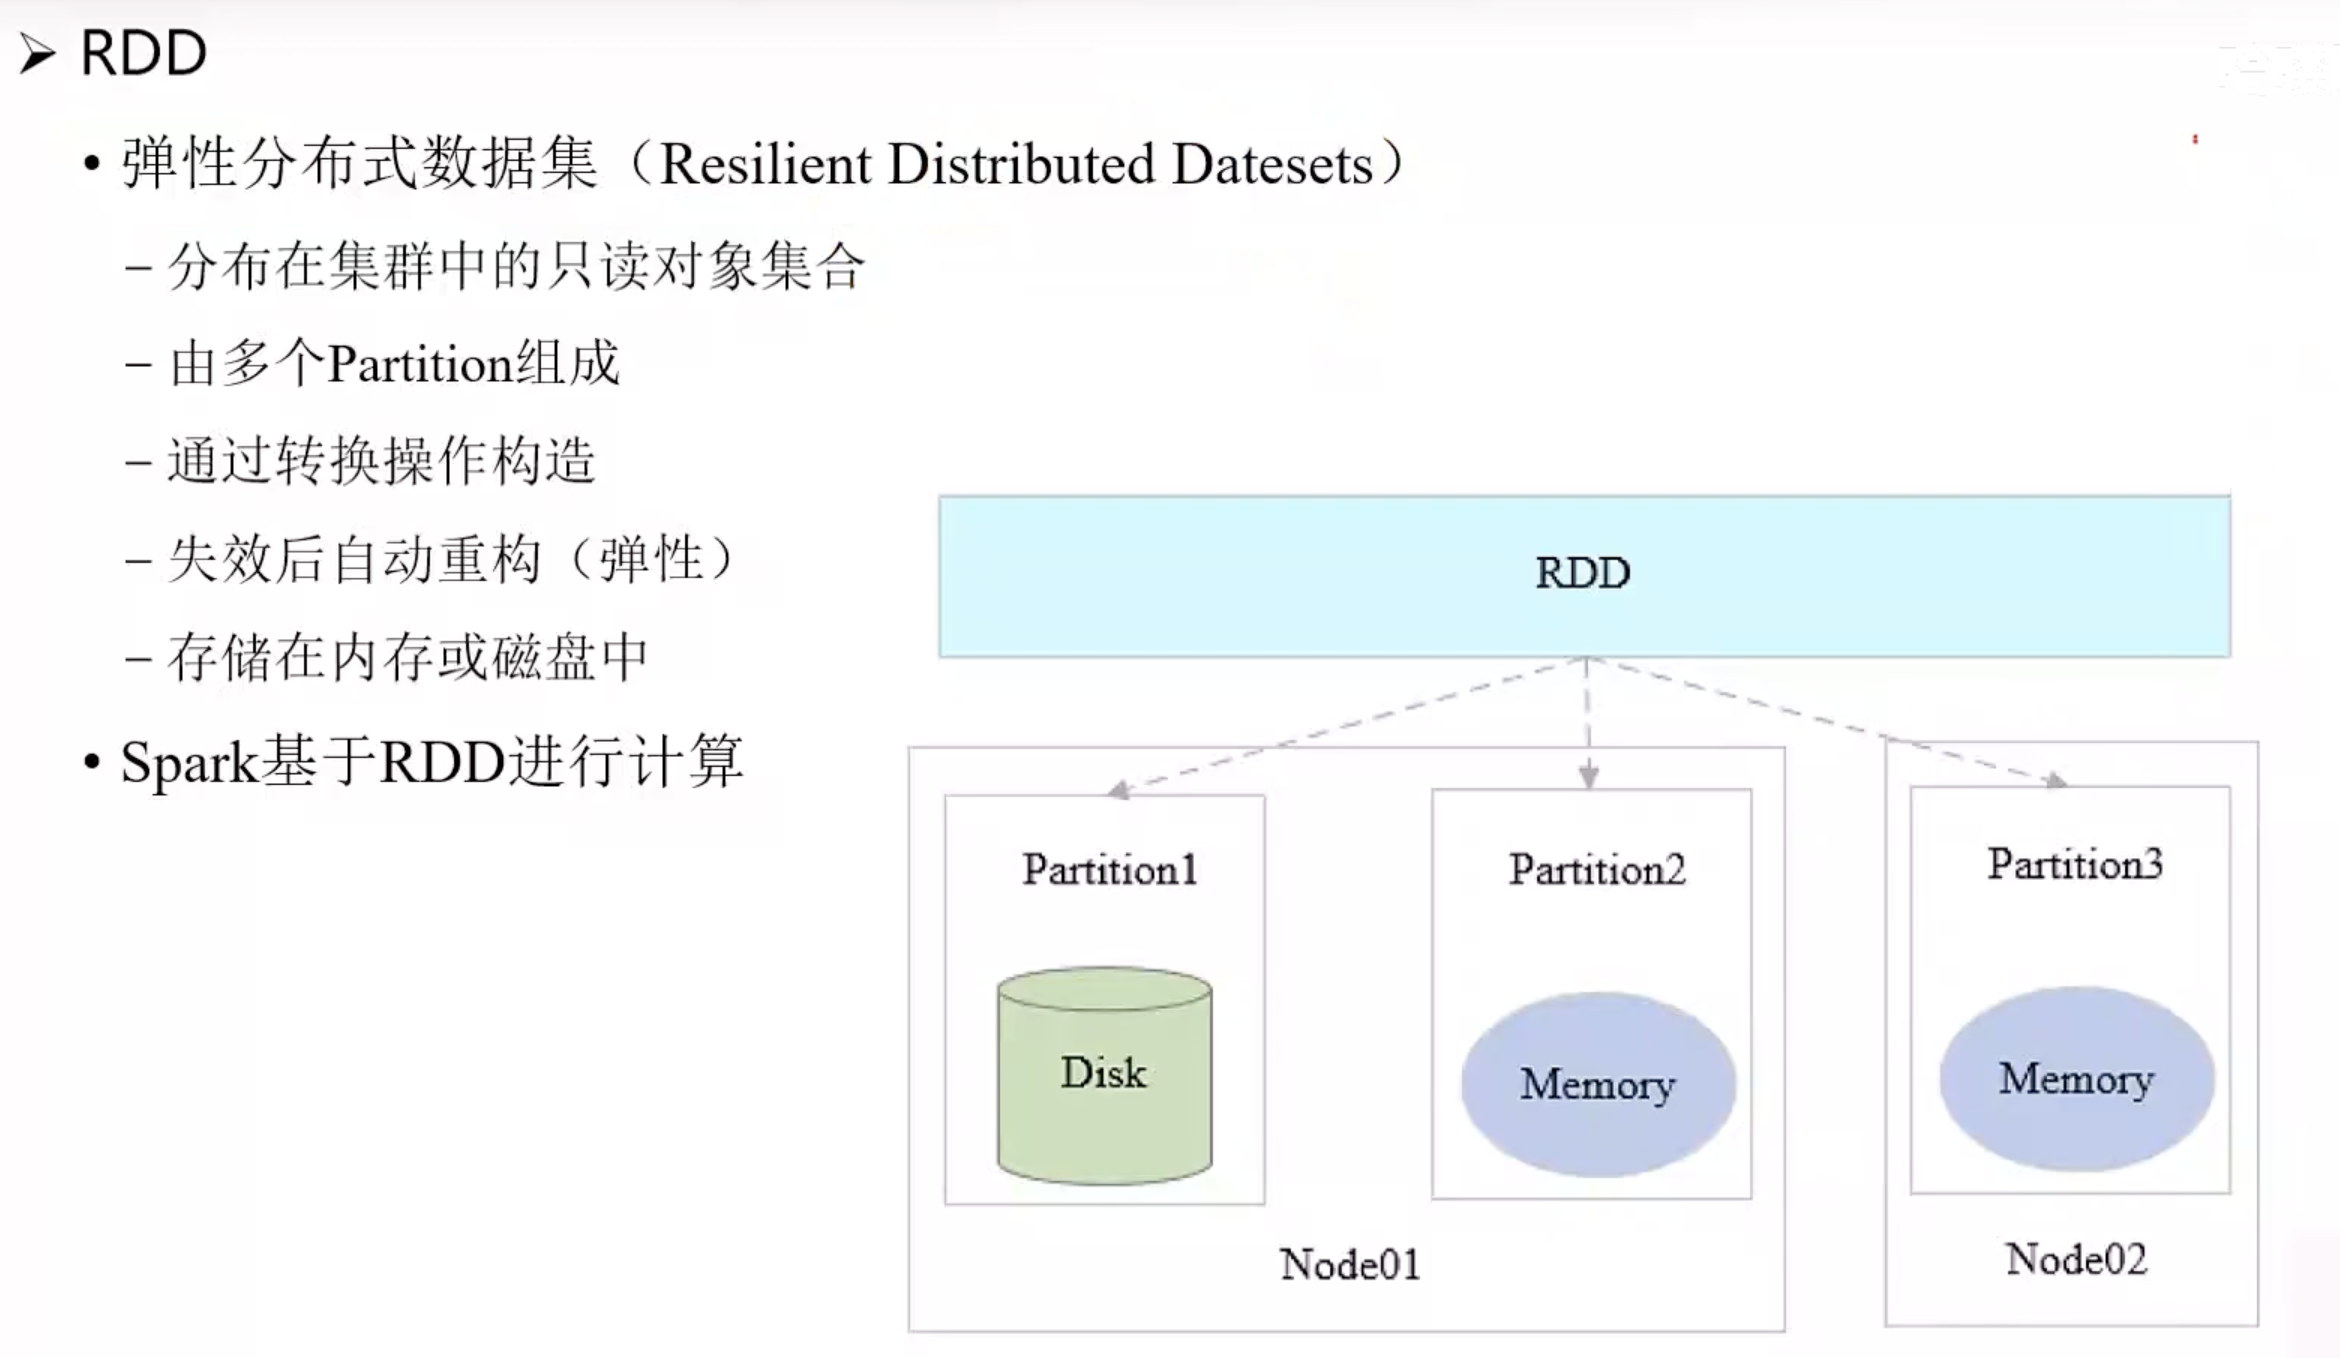 ➢ RDD
• 弹性分布式数据集（Resilient Distributed Datesets）
– 分布在集群中的只读对象集合
– 由多个Partition组成
– 通过转换操作构造
– 失效后自动重构（弹性）
– 存储在内存或磁盘中
• Spark基于RDD进行计算
RDD
Partition1
Partition2
Partition3
Disk
Memory
Memory
Node01
Node02